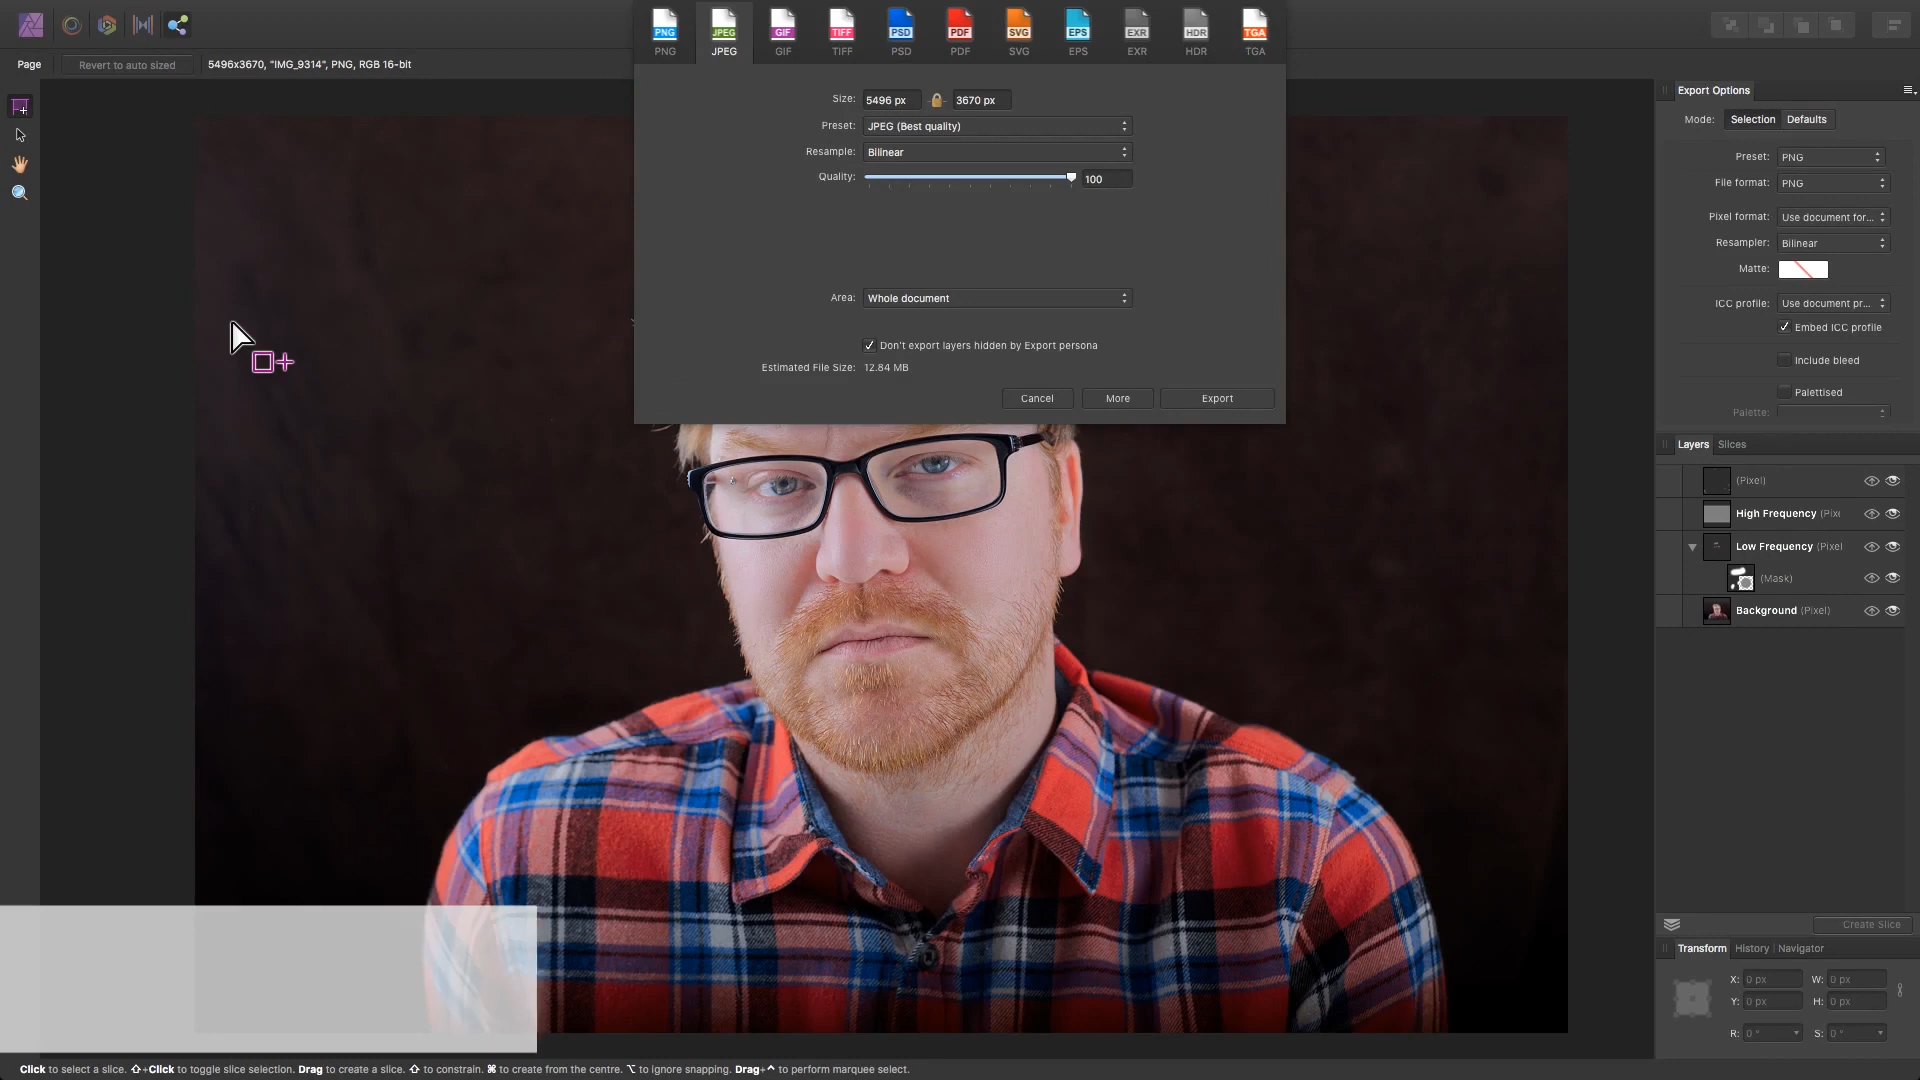 PNG JPEG GIF TIFF PSD PDF SVG EPS EXR HDR TGA
PNG JPEG GIF TIFF PSD PDF SVG EPS EXR HDR TGA
Page Revert to auto sized 5496x3670, "IMG_9314", PNG, RGB 16-bit
Size: 5496 px 3670 px
Preset: JPEG (Best quality)
Resample: Bilinear
Quality: 100
Area: Whole document
Don't export layers hidden by Export persona
Estimated File Size: 12.84 MB
Cancel More Export
Export Options
Mode: Selection Defaults
Preset: PNG
File format: PNG
Pixel format: Use document for...
Resampler: Bilinear
Matte:
ICC profile: Use document pr...
Embed ICC profile
Include bleed
Palettised
Palette:
Layers Slices
(Pixel)
High Frequency (Pix
Low Frequency (Pixel
(Mask)
Background (Pixel)
Create Slice
Transform History Navigator
X: 0 px W: 0 px
Y: 0 px H: 0 px
R: 0 ° S: 0 °
Click to select a slice. ⇧+Click to toggle slice selection. Drag to create a slice. ⇧ to constrain. ⌘ to create from the centre. ⌥ to ignore snapping. Drag+⌃ to perform marquee select.